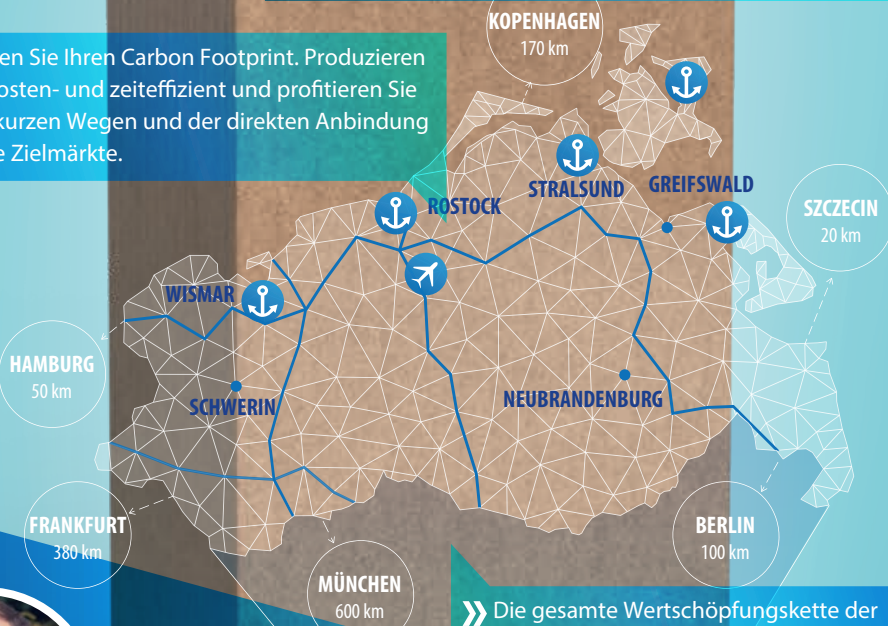 KOPENHAGEN
170 km
en Sie Ihren Carbon Footprint. Produzieren
osten- und zeiteffizient und profitieren Sie
kurzen Wegen und der direkten Anbindung
e Zielmärkte.
STRALSUND
GREIFSWALD
ROSTOCK
SZCZECIN
20 km
WISMAR
HAMBURG
50 km
SCHWERIN
NEUBRANDENBURG
FRANKFURT
380 km
BERLIN
100 km
MÜNCHEN
600 km
» Die gesamte Wertschöpfungskette der